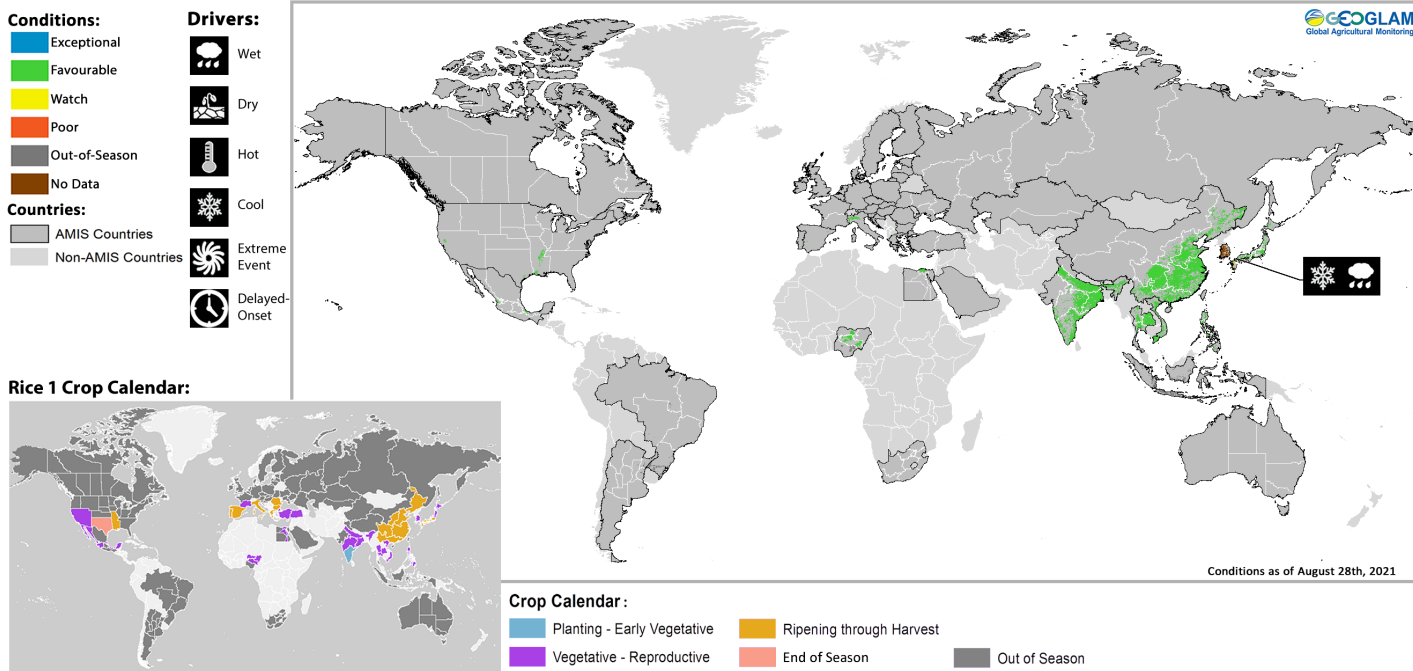 Conditions:
Exceptional
Favourable
Watch
Poor
Out-of-Season
No Data
Countries:
AMIS Countries
Non-AMIS Countries
Drivers:
Wet
Dry
Hot
Cool
Extreme
Event
Delayed-
Onset
GEOGLAM
Global Agricultural Monitoring
Conditions as of August 28th, 2021
Rice 1 Crop Calendar:
Crop Calendar :
Planting - Early Vegetative
Ripening through Harvest
Vegetative - Reproductive
End of Season
Out of Season